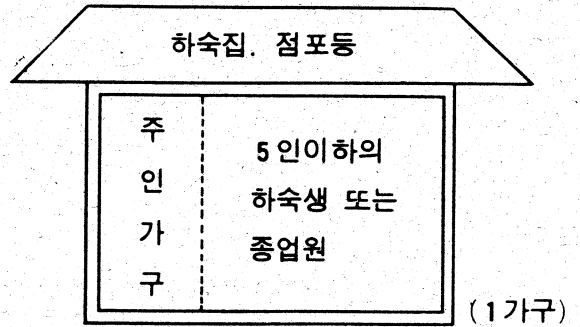 하숙집. 점포등
주인가구
5인이하의
하숙생 또는
종업원
(1가구)